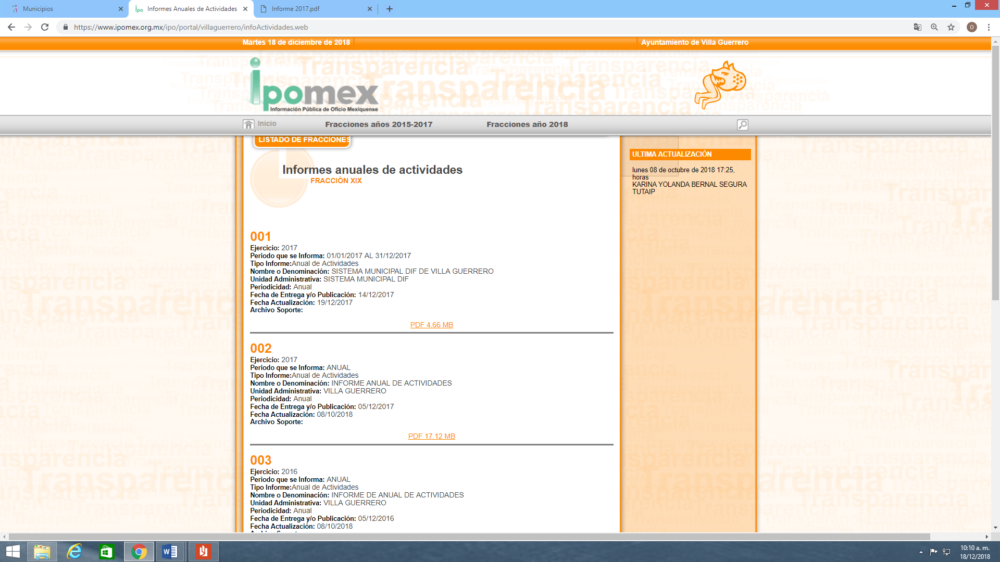 Municipios
Informes Anuales de Actividades
Informe 2017.pdf
https://www.ipomex.org.mx/ipo/portal/villaguerrero/infoActividades.web
O
Martes 18 de diciembre de 2018
Ayuntamiento de Villa Guerrero
ipomex
Información Pública de Oficio Mexiquense
Transparencia
Inicio
Fracciones años 2015-2017
Fracciones año 2018
LISTADO DE FRACCIONES
Informes anuales de actividades
FRACCIÓN XIX
ULTIMA ACTUALIZACIÓN
lunes 08 de octubre de 2018 17:25,
horas
KARINA YOLANDA BERNAL SEGURA
TUTAIP
001
Ejercicio: 2017
Periodo que se Informa: 01/01/2017 AL 31/12/2017
Tipo Informe:Anual de Actividades
Nombre o Denominación: SISTEMA MUNICIPAL DIF DE VILLA GUERRERO
Unidad Administrativa: SISTEMA MUNICIPAL DIF
Periodicidad: Anual
Fecha de Entrega y/o Publicación: 14/12/2017
Fecha Actualización: 19/12/2017
Archivo Soporte:
PDF 4.66 MB
002
Ejercicio: 2017
Periodo que se Informa: ANUAL
Tipo Informe:Anual de Actividades
Nombre o Denominación: INFORME ANUAL DE ACTIVIDADES
Unidad Administrativa: VILLA GUERRERO
Periodicidad: Anual
Fecha de Entrega y/o Publicación: 05/12/2017
Fecha Actualización: 08/10/2018
Archivo Soporte:
PDF 17.12 MB
003
Ejercicio: 2016
Periodo que se Informa: ANUAL
Tipo Informe:Anual de Actividades
Nombre o Denominación: INFORME DE ANUAL DE ACTIVIDADES
Unidad Administrativa: VILLA GUERRERO
Periodicidad: Anual
Fecha de Entrega y/o Publicación: 05/12/2016
Fecha Actualización: 08/10/2018
10:10 a. m.
18/12/2018